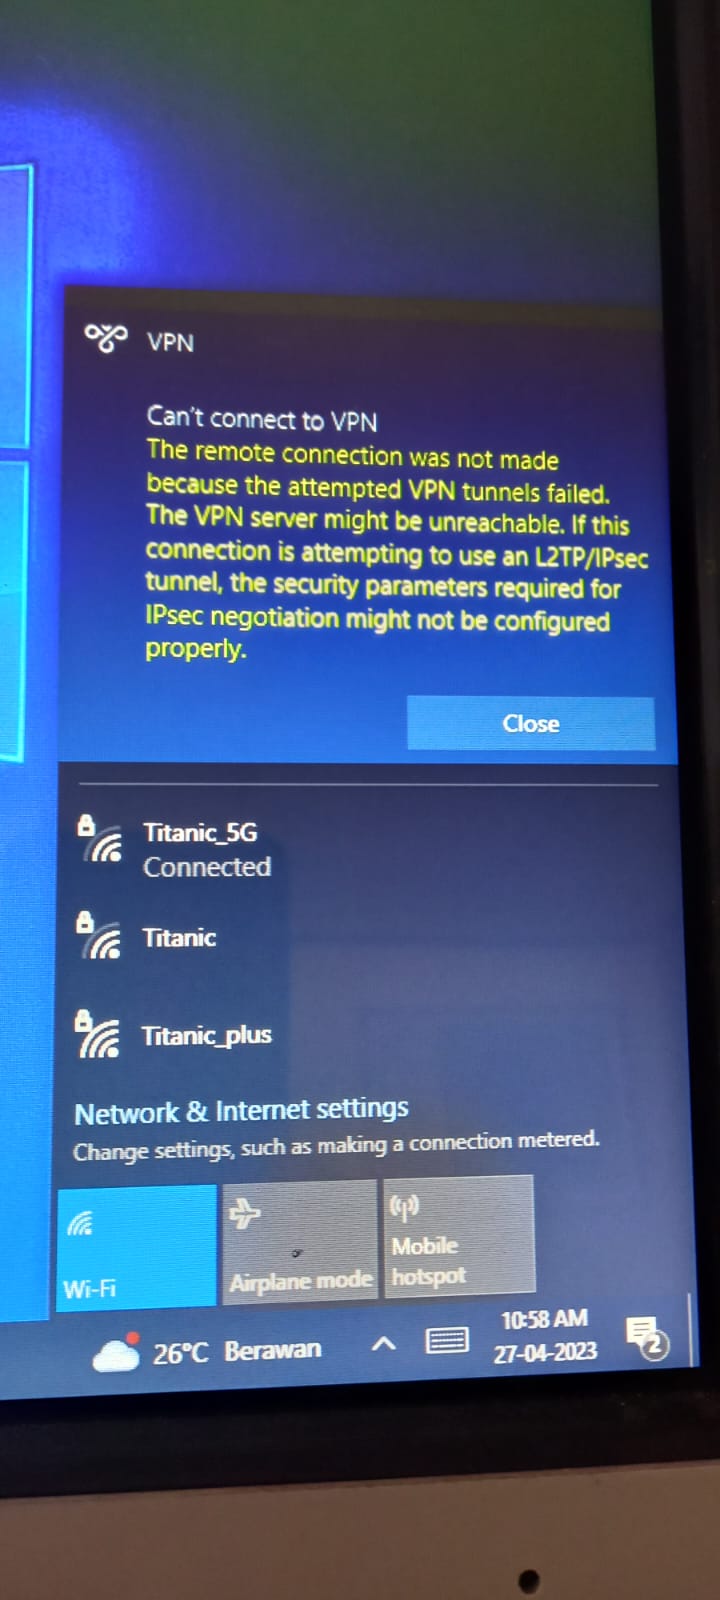 VPN
Can't connect to VPN
The remote connection was not made
because the attempted VPN tunnels failed.
The VPN server might be unreachable. If this
connection is attempting to use an L2TP/IPsec
tunnel, the security parameters required for
IPsec negotiation might not be configured
properly.
Close
Titanic_5G
Connected
Titanic
Titanic_plus
Network & Internet settings
Change settings, such as making a connection metered.
Wi-Fi
Airplane mode
Mobile
hotspot
26°C Berawan
10:58 AM
27-04-2023
2